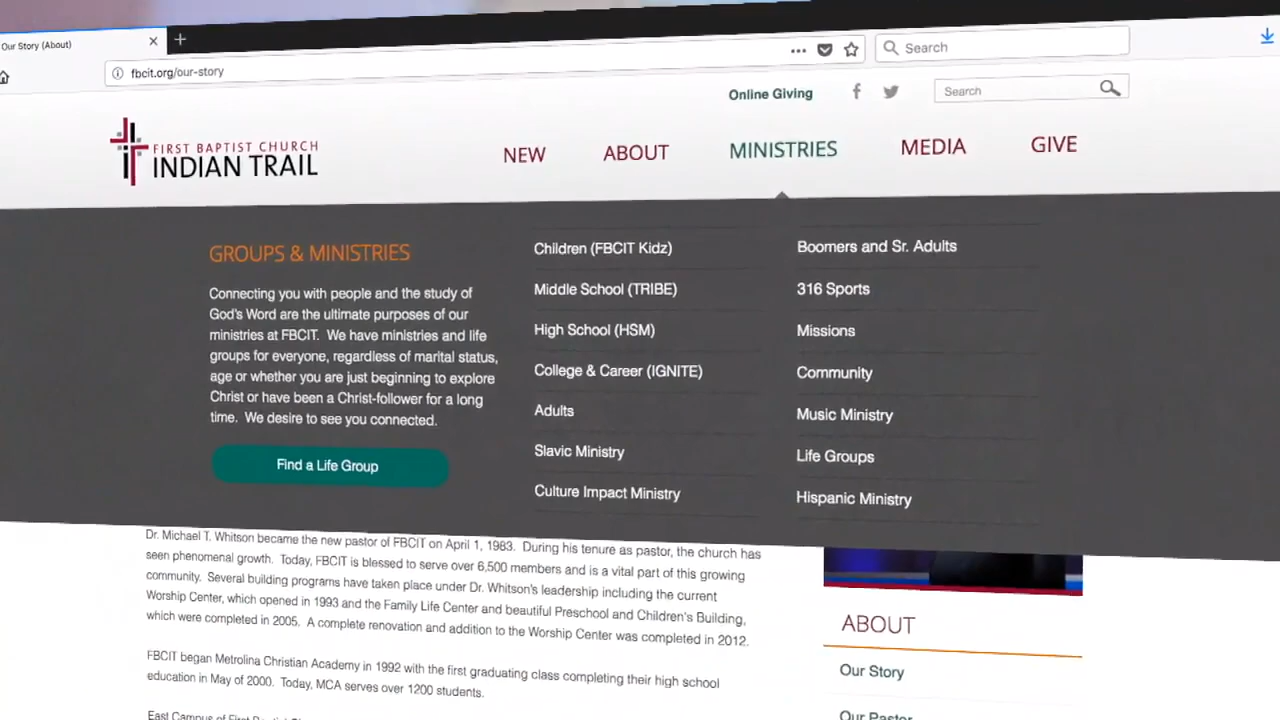 Our Story (About)
fbcit.org/our-story
Search
Online Giving
Search
FIRST BAPTIST CHURCH
INDIAN TRAIL
NEW
ABOUT
MINISTRIES
MEDIA
GIVE
GROUPS & MINISTRIES
Connecting you with people and the study of
God's Word are the ultimate purposes of our
ministries at FBCIT. We have ministries and life
groups for everyone, regardless of marital status,
age or whether you are just beginning to explore
Christ or have been a Christ-follower for a long
time. We desire to see you connected.
Find a Life Group
Children (FBCIT Kidz)
Middle School (TRIBE)
High School (HSM)
College & Career (IGNITE)
Adults
Slavic Ministry
Culture Impact Ministry
Boomers and Sr. Adults
316 Sports
Missions
Community
Music Ministry
Life Groups
Hispanic Ministry
Dr. Michael T. Whitson became the new pastor of FBCIT on April 1, 1983. During his tenure as pastor, the church has
seen phenomenal growth. Today, FBCIT is blessed to serve over 6,500 members and is a vital part of this growing
community. Several building programs have taken place under Dr. Whitson's leadership including the current
Worship Center, which opened in 1993 and the Family Life Center and beautiful Preschool and Children's Building,
which were completed in 2005. A complete renovation and addition to the Worship Center was completed in 2012.
FBCIT began Metrolina Christian Academy in 1992 with the first graduating class completing their high school
education in May of 2000. Today, MCA serves over 1200 students.
East Campus of First Baptist
ABOUT
Our Story
Our Pastor